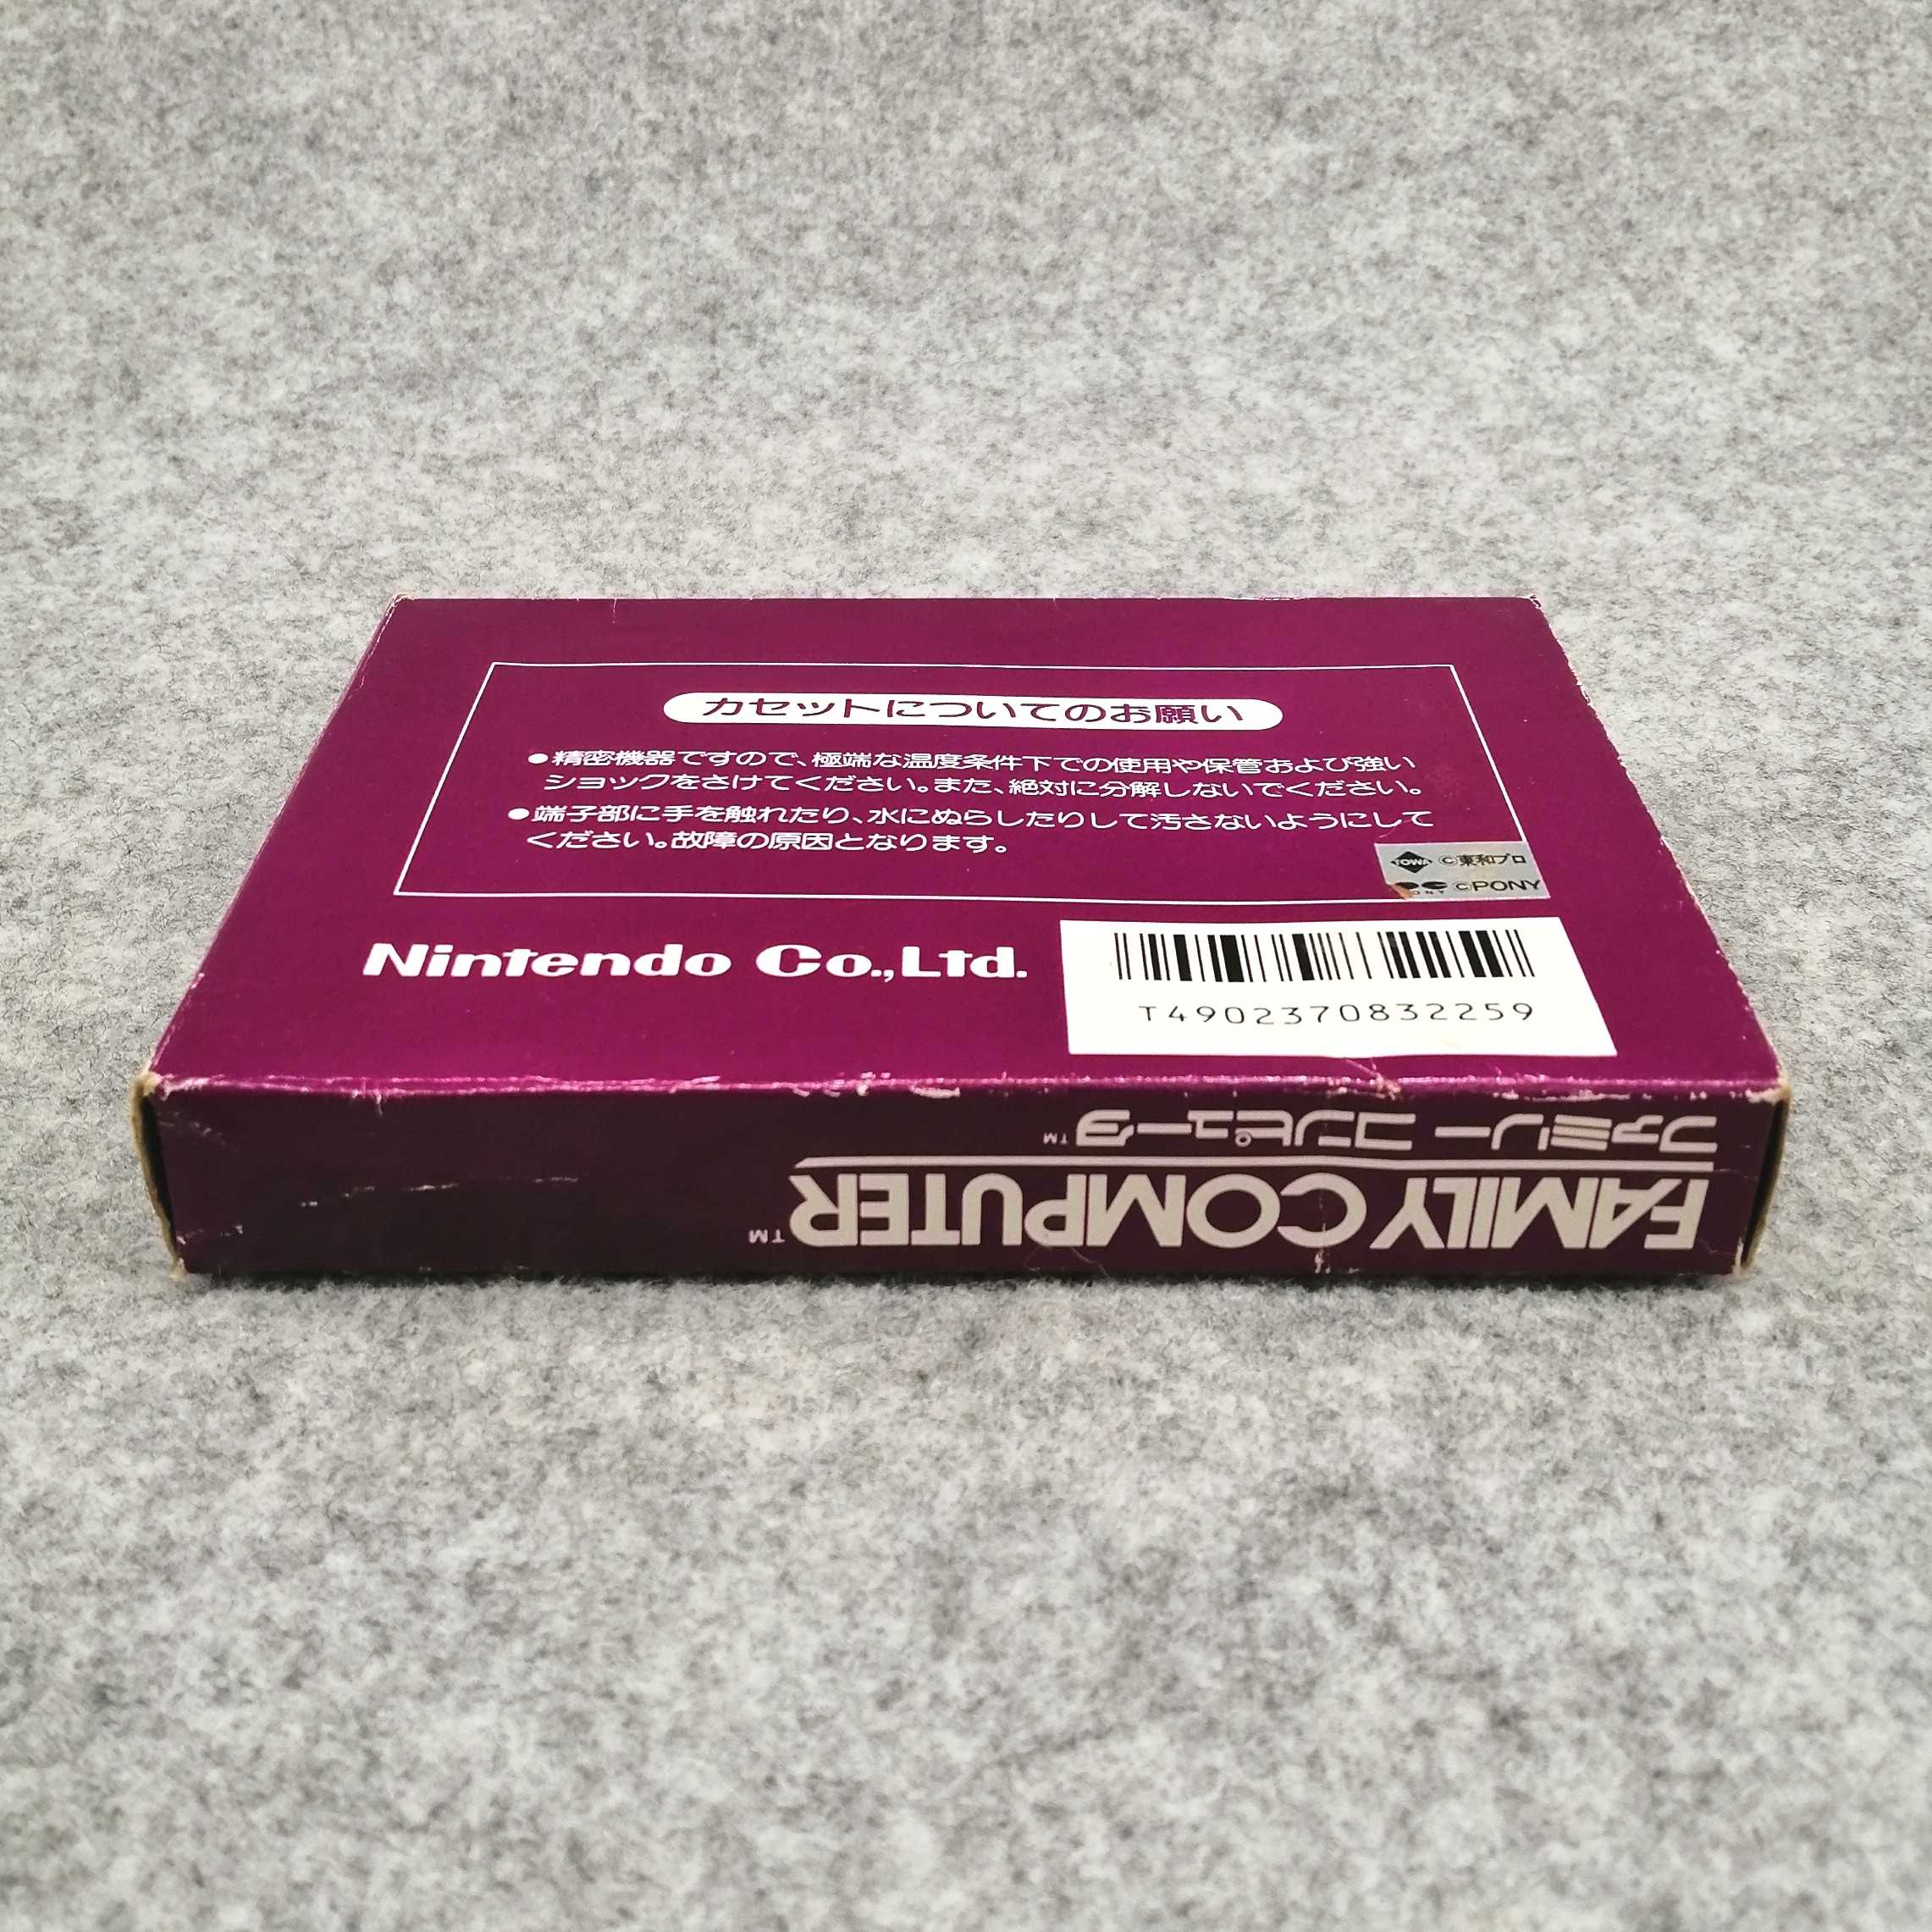 カセットについてのお願い
●精密機器ですので、極端な温度条件下での使用や保管および強い
ショックをさけてください。また、絶対に分解しないでください。
●端子部に手を触れたり、水にぬらしたりして汚さないようにして
ください。故障の原因となります。
TOWA ©東和プロ
©PONY
Nintendo Co.,Ltd.
T4902370832259
FAMILY COMPUTER™
ファミリー コンピュータ™